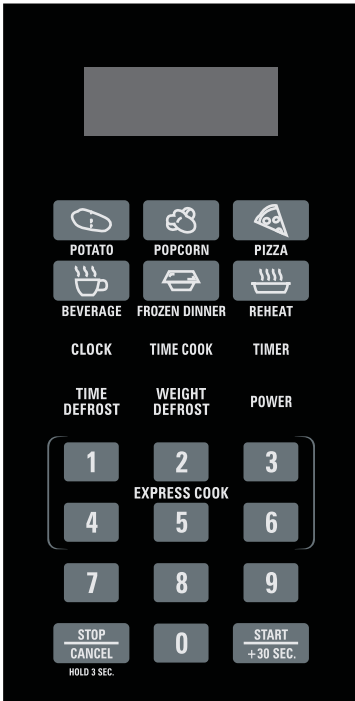 POTATO POPCORN PIZZA
BEVERAGE FROZEN DINNER REHEAT
CLOCK TIME COOK TIMER
TIME DEFROST WEIGHT DEFROST POWER
1 2 3
EXPRESS COOK
4 5 6
7 8 9
STOP
CANCEL
0
START
+30 SEC.
HOLD 3 SEC.